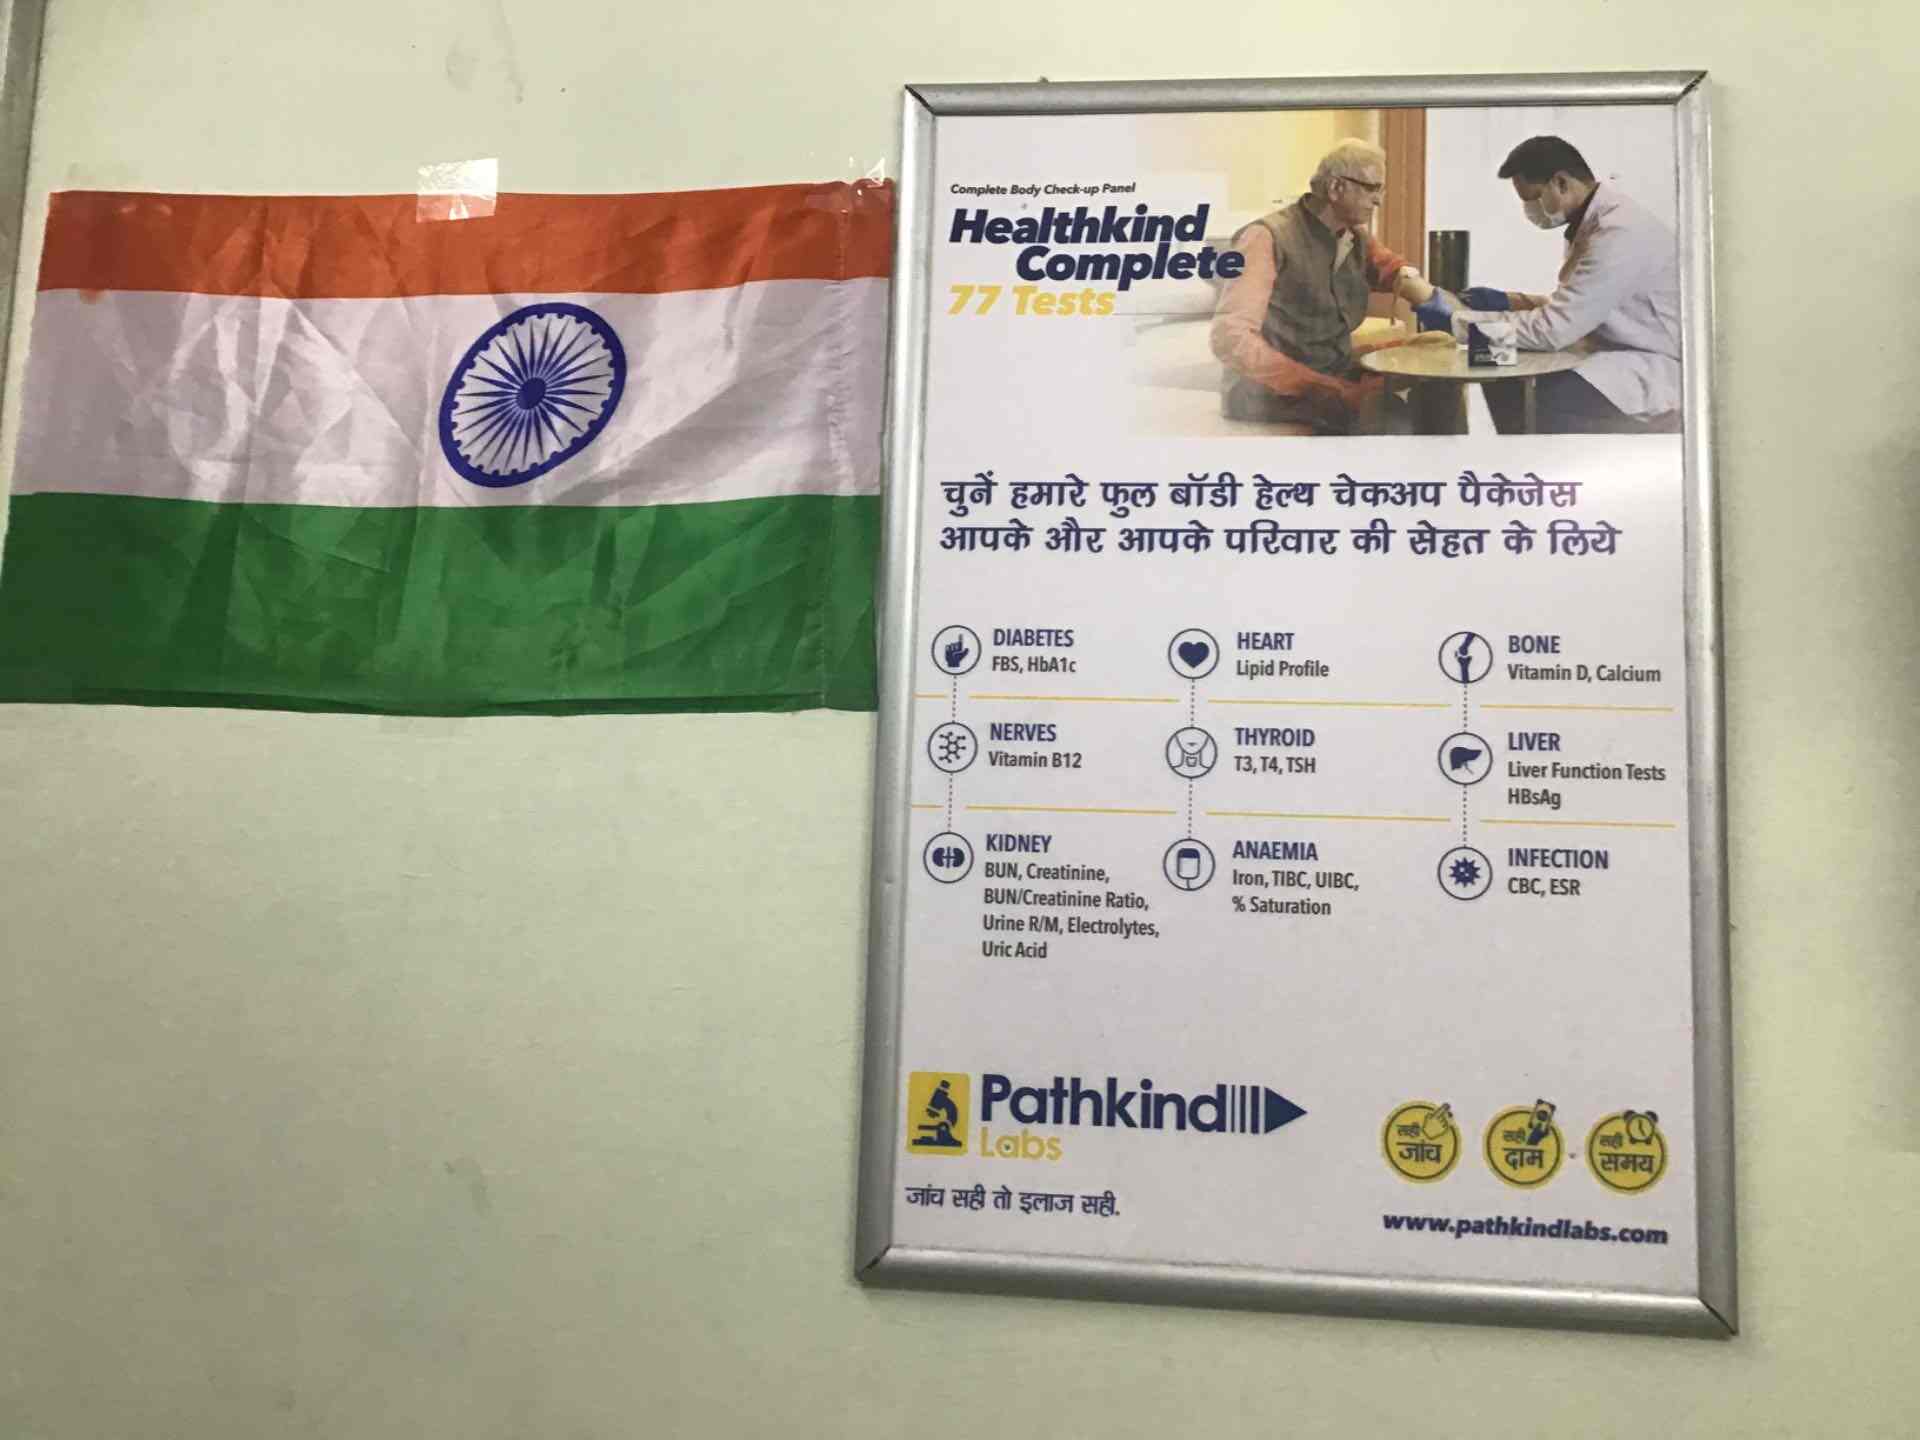 Complete Body Check-up Panel
Healthkind
Complete
77 Tests
चुनें हमारे फुल बॉडी हेल्थ चेकअप पैकेजेस
आपके और आपके परिवार की सेहत के लिये
DIABETES
FBS, HbA1c
HEART
Lipid Profile
BONE
Vitamin D, Calcium
NERVES
Vitamin B12
THYROID
T3, T4, TSH
LIVER
Liver Function Tests
HBsAg
KIDNEY
BUN, Creatinine,
BUN/Creatinine Ratio,
Urine R/M, Electrolytes,
Uric Acid
ANAEMIA
Iron, TIBC, UIBC,
% Saturation
INFECTION
CBC, ESR
Pathkind
Labs
जांच सही तो इलाज सही.
सही
जांच
सही
दाम
सही
समय
www.pathkindlabs.com